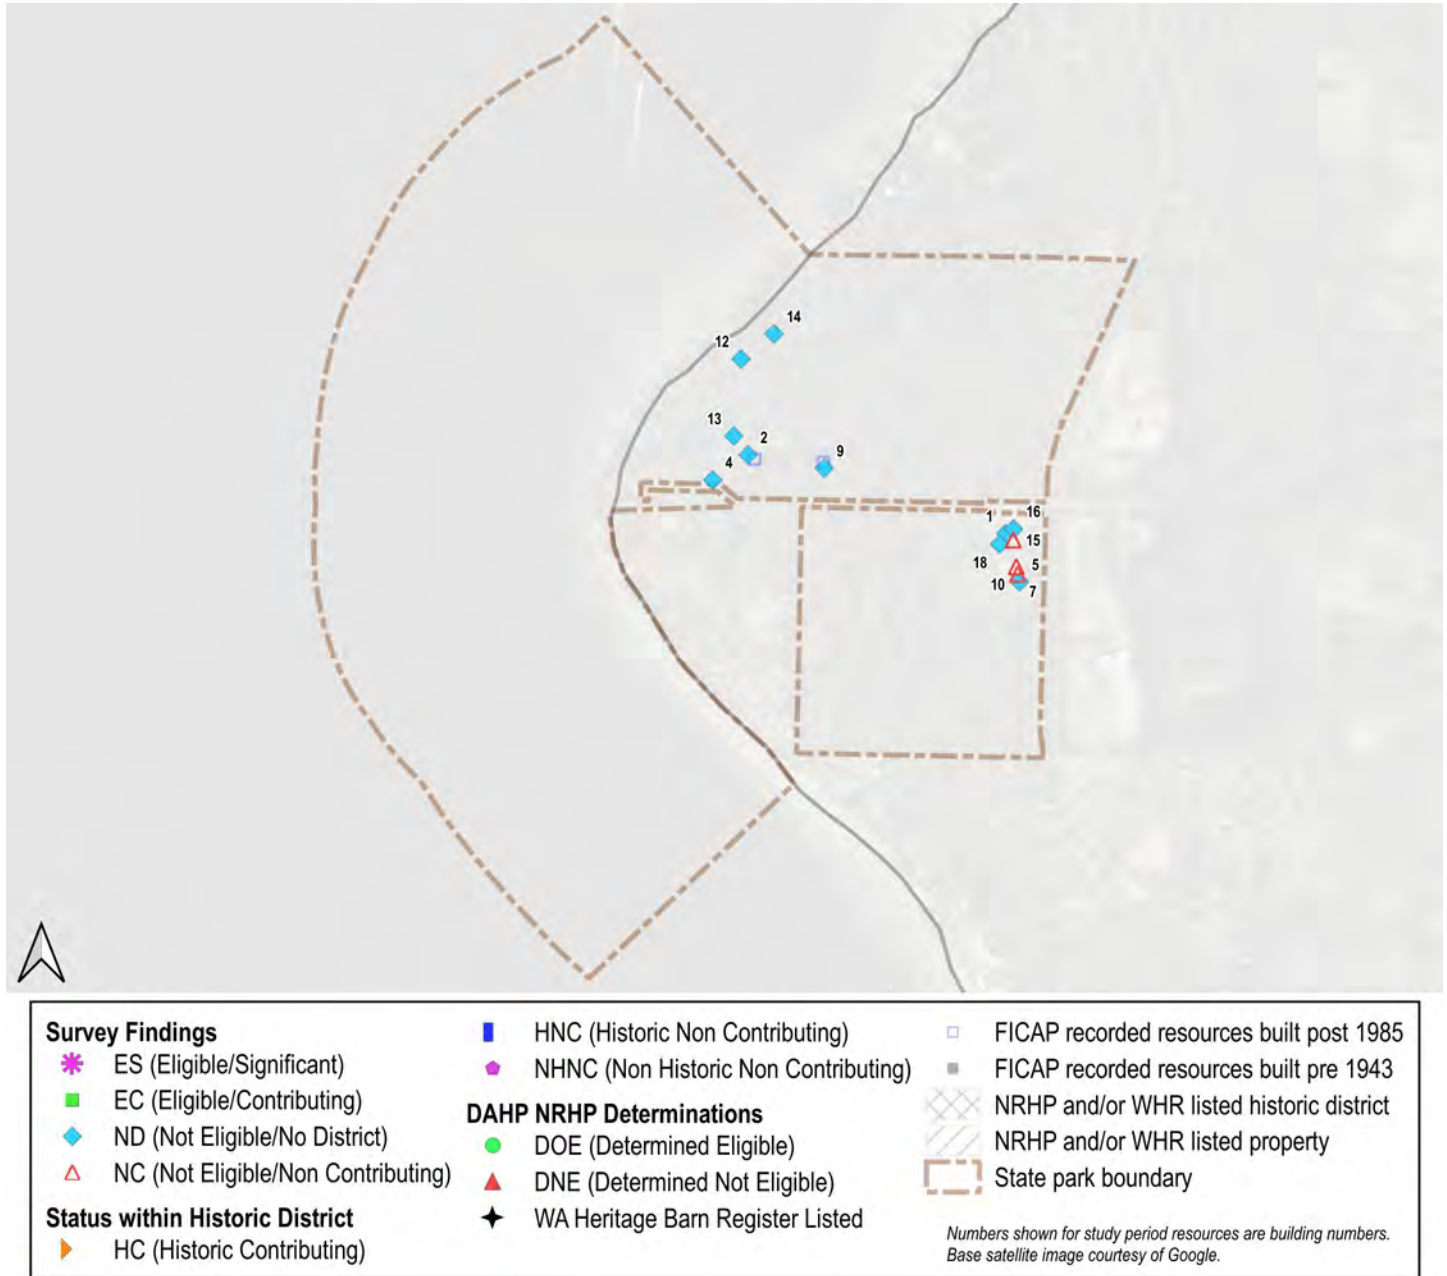 14
12
13
2
4
9
1
16
15
18
5
10
7
Survey Findings
ES (Eligible/Significant)
EC (Eligible/Contributing)
ND (Not Eligible/No District)
NC (Not Eligible/Non Contributing)
Status within Historic District
HC (Historic Contributing)
HNC (Historic Non Contributing)
NHNC (Non Historic Non Contributing)
DAHP NRHP Determinations
DOE (Determined Eligible)
DNE (Determined Not Eligible)
WA Heritage Barn Register Listed
FICAP recorded resources built post 1985
FICAP recorded resources built pre 1943
NRHP and/or WHR listed historic district
NRHP and/or WHR listed property
State park boundary
Numbers shown for study period resources are building numbers.
Base satellite image courtesy of Google.